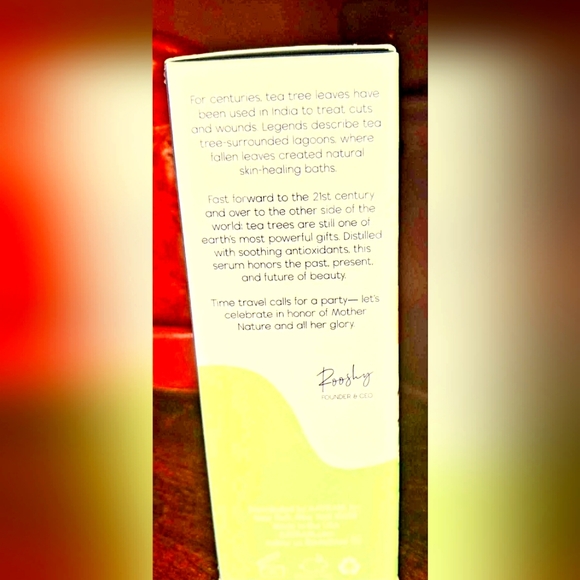 For centuries, tea tree leaves have
been used in India to treat cuts
and wounds. Legends describe tea
tree-surrounded lagoons, where
fallen leaves created natural
skin-healing baths.
Fast forward to the 21st century
and over to the other side of the
world: tea trees are still one of
earth's most powerful gifts. Distilled
with soothing antioxidants, this
serum honors the past, present,
and future of beauty.
Time travel calls for a party— let's
celebrate in honor of Mother
Nature and all her glory.
Rooshy
FOUNDER & CEO